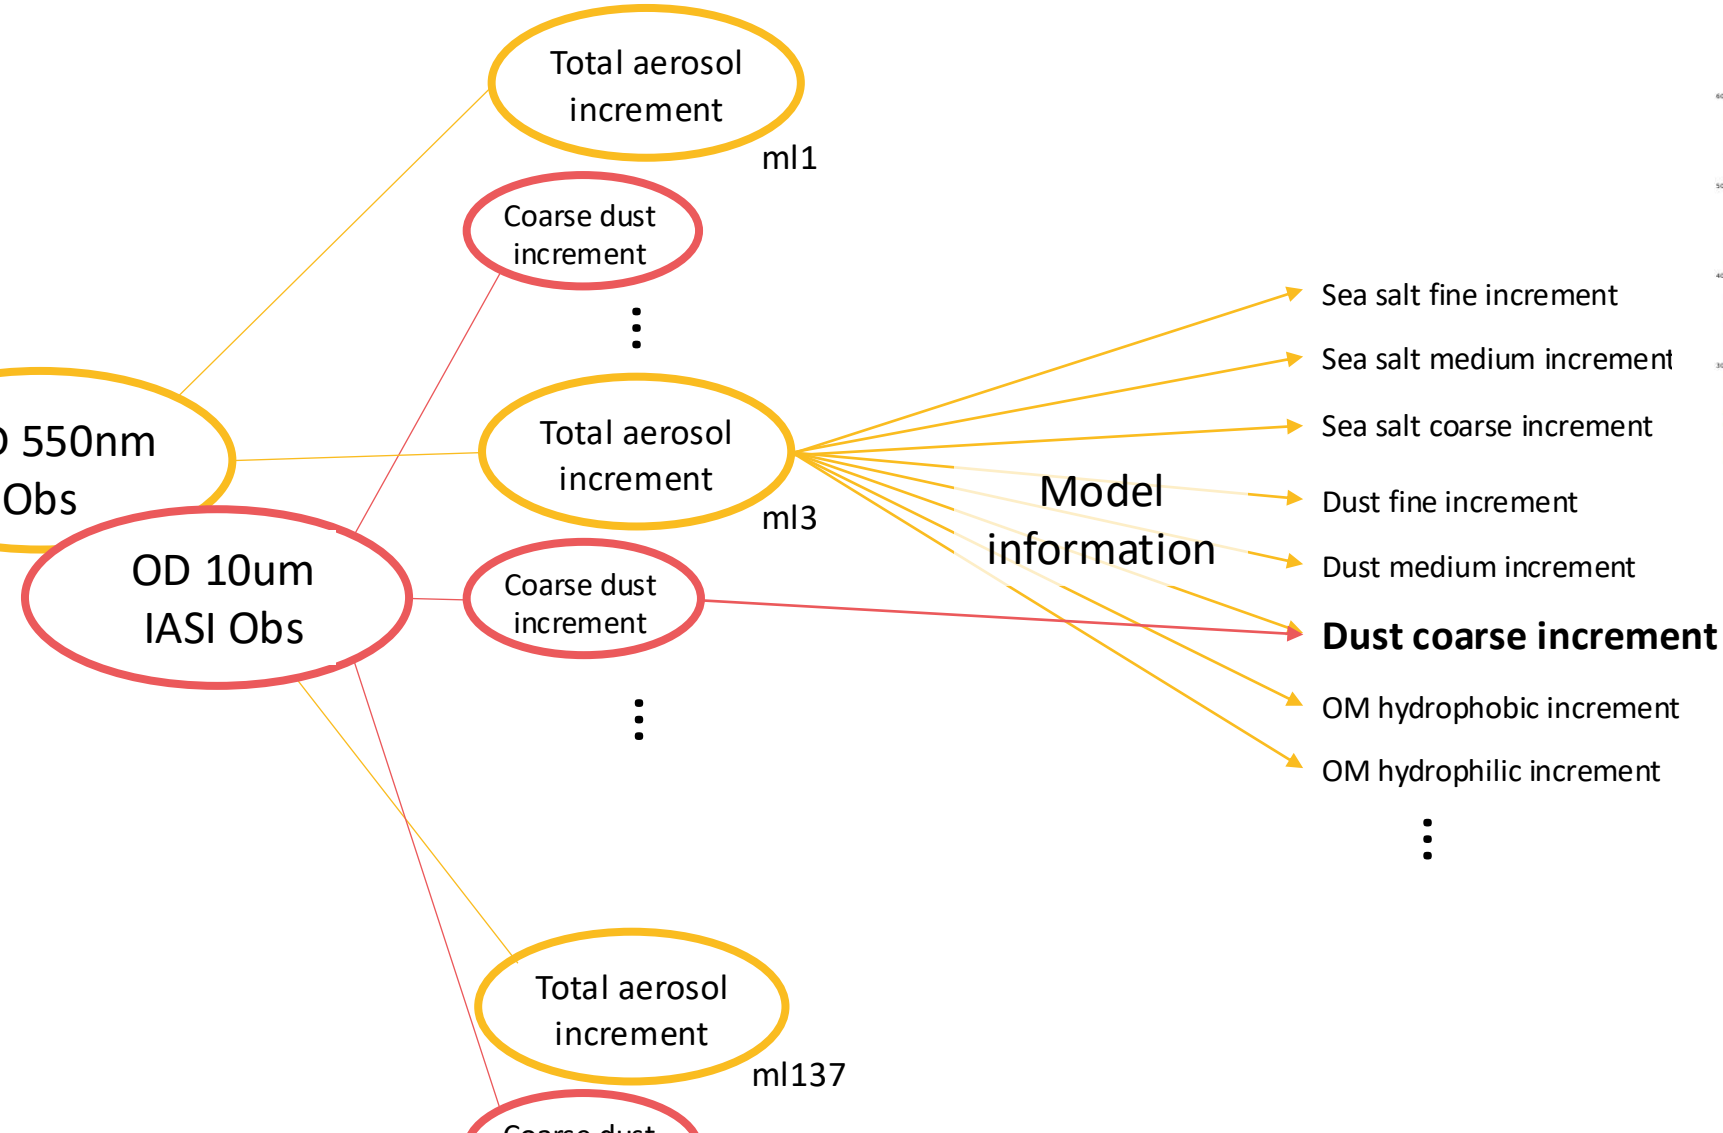 Total aerosol
increment
ml1
Coarse dust
increment
550nm
Obs
OD 10um
IASI Obs
Total aerosol
increment
ml3
Coarse dust
increment
Total aerosol
increment
ml137
Coarse dust
Model
information
Sea salt fine increment
Sea salt medium increment
Sea salt coarse increment
Dust fine increment
Dust medium increment
Dust coarse increment
OM hydrophobic increment
OM hydrophilic increment